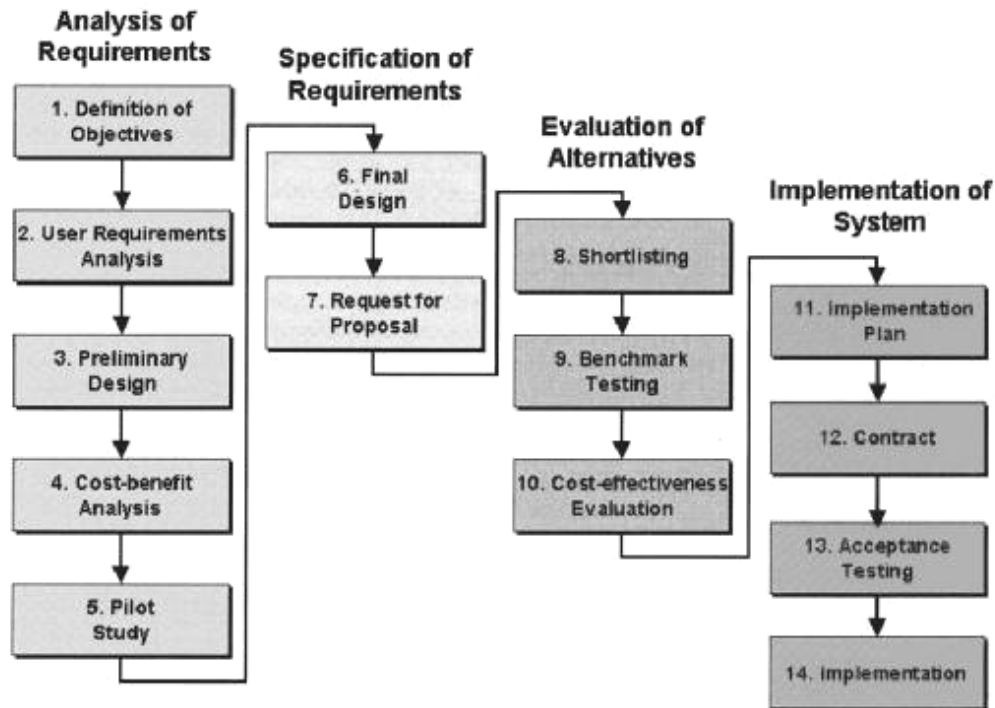 Analysis of
Requirements
1. Definition of
Objectives
2. User Requirements
Analysis
3. Preliminary
Design
4. Cost-benefit
Analysis
5. Pilot
Study
Specification of
Requirements
6. Final
Design
7. Request for
Proposal
Evaluation of
Alternatives
8. Shortlisting
9. Benchmark
Testing
10. Cost-effectiveness
Evaluation
Implementation of
System
11. Implementation
Plan
12. Contract
13. Acceptance
Testing
14. Implementation